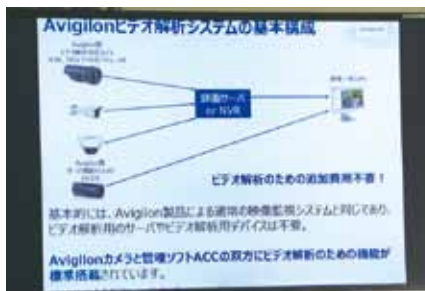 Avigilonビデオ解析システムの基本構成
録画サーバ
or NVR
ビデオ解析のための追加費用不要！
基本的には、Avigilon製品による通常の映像監視システムと同じであり、
ビデオ解析用のサーバやビデオ解析用デバイスは不要。
Avigilonカメラと管理ソフトACCの双方にビデオ解析のための機能が
標準搭載されています。